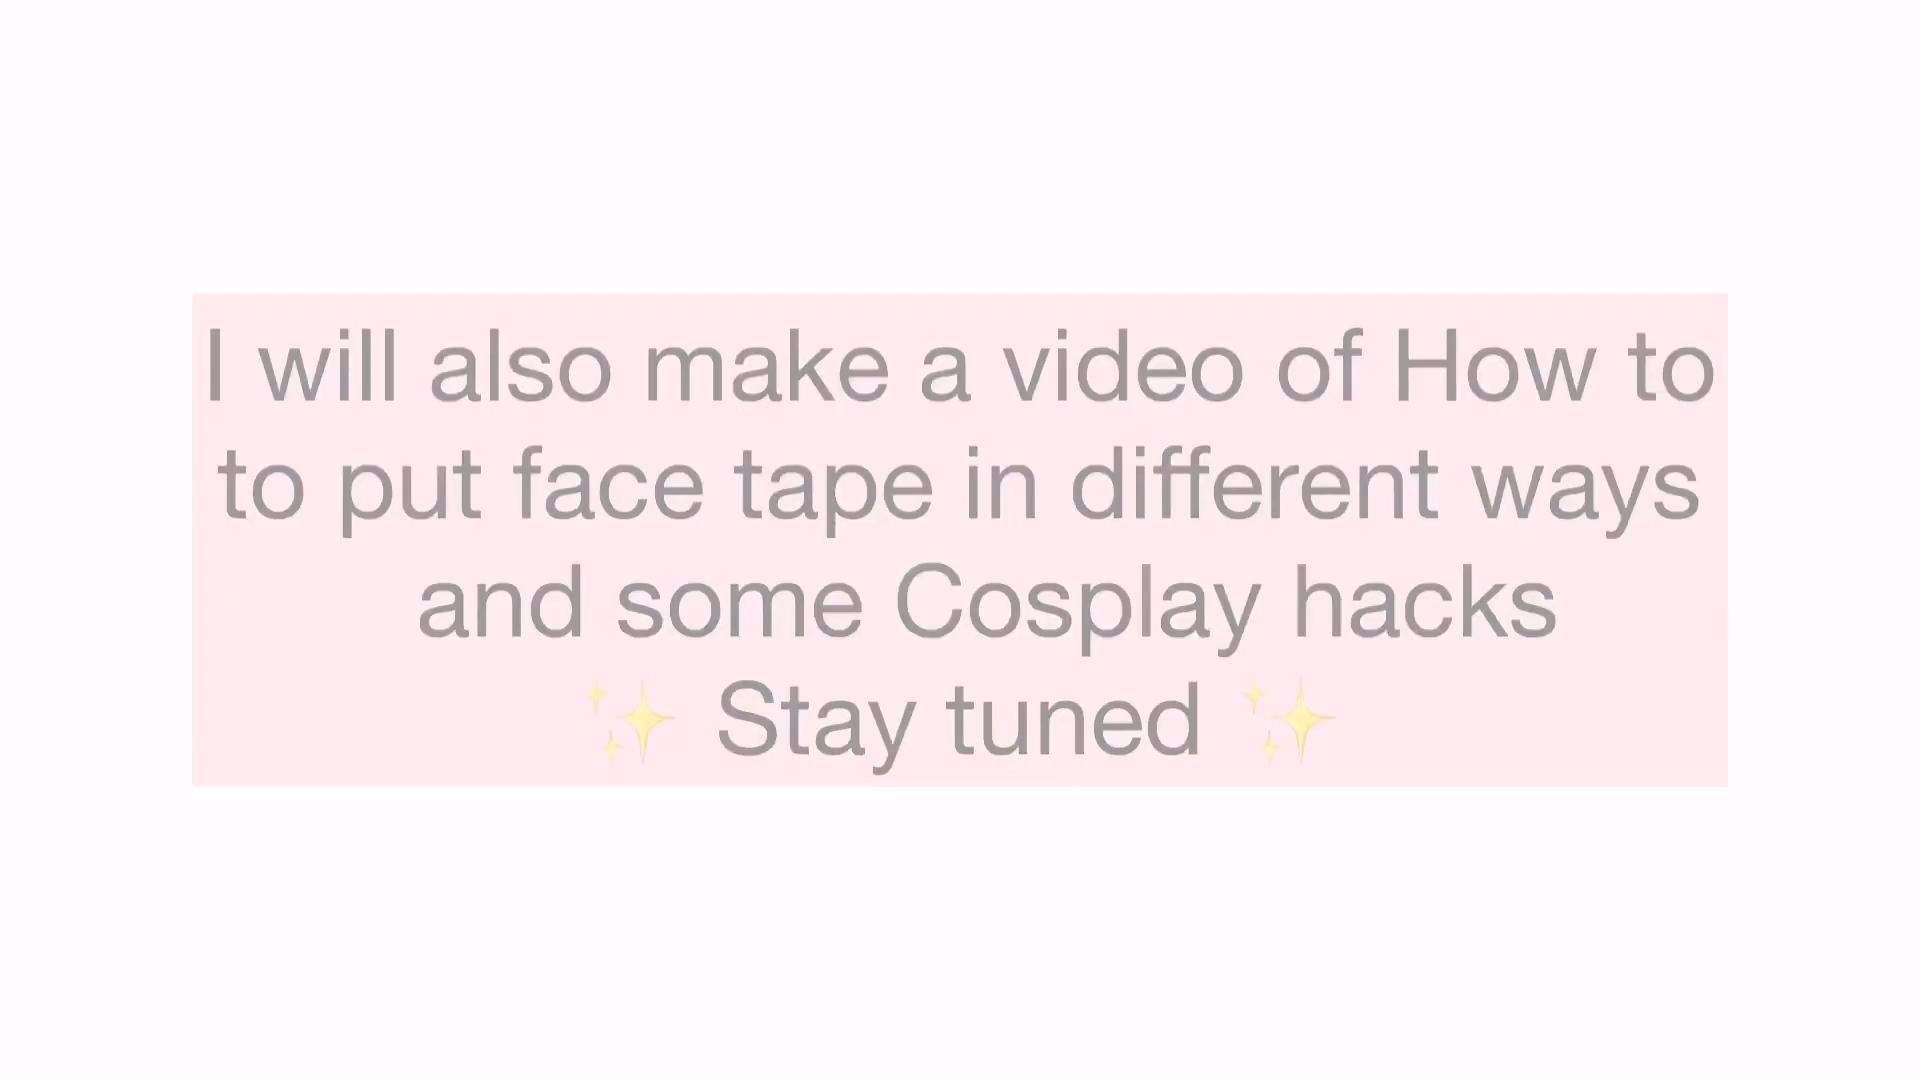 I will also make a video of How to
to put face tape in different ways
and some Cosplay hacks
✨ Stay tuned ✨